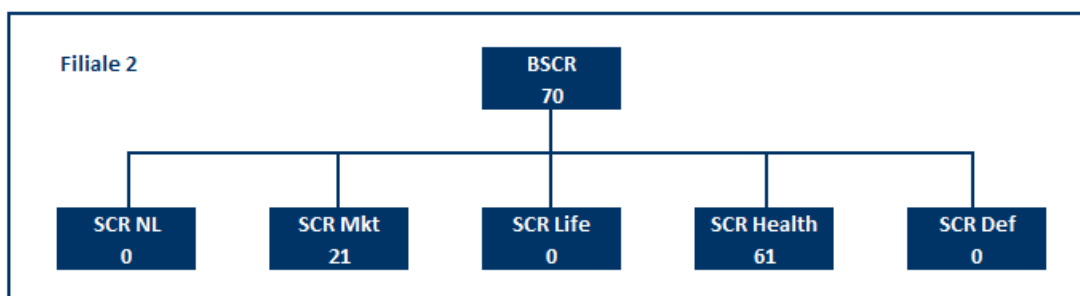 Filiale 2
BSCR
70
SCR NL
0
SCR Mkt
21
SCR Life
0
SCR Health
61
SCR Def
0